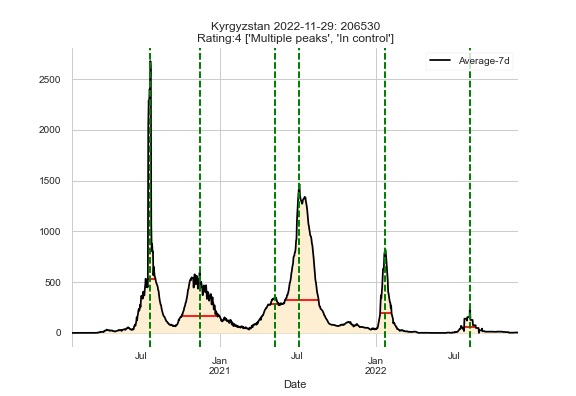 Kyrgyzstan 2022-11-29: 206530
Rating:4 ['Multiple peaks', 'In control']
Average-7d
2500
2000
1500
1000
500
0
Jul
Jan
2021
Jul
Jan
2022
Jul
Date